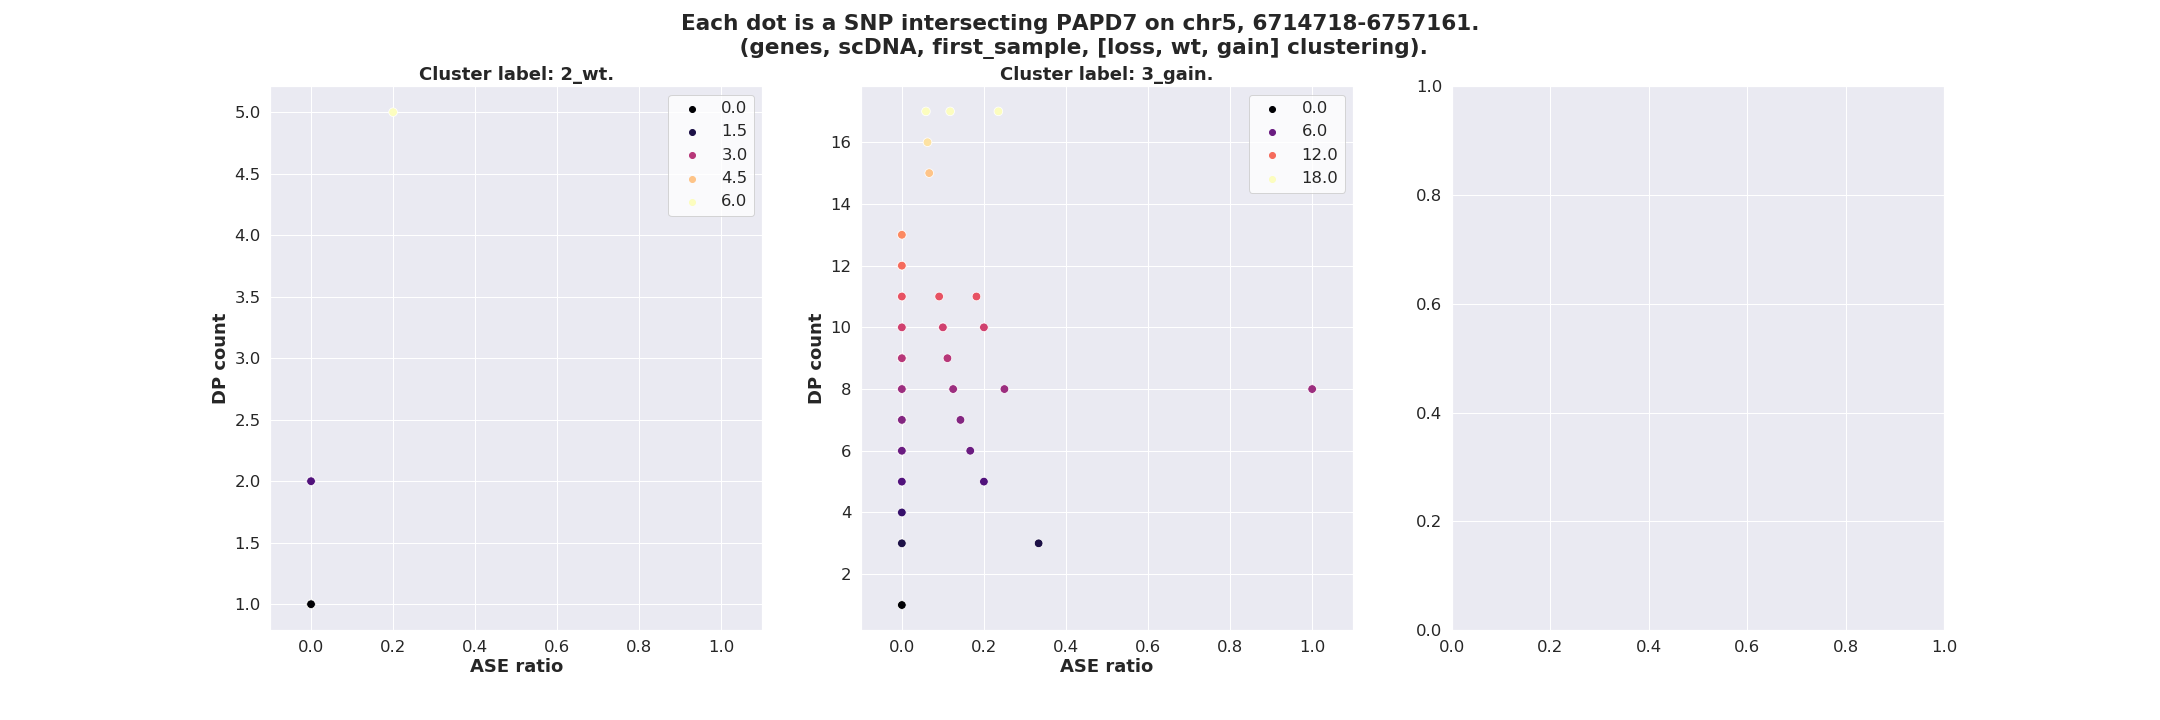 Each dot is a SNP intersecting PAPD7 on chr5, 6714718-6757161.
(genes, scDNA, first_sample, [loss, wt, gain] clustering).
Cluster label: 2_wt.
5.0
4.5
4.0
3.5
3.0
2.5
2.0
1.5
1.0
DP count
0.0
1.5
3.0
4.5
6.0
0.0 0.2 0.4 0.6 0.8 1.0
ASE ratio
Cluster label: 3_gain.
16
14
12
10
8
6
4
2
DP count
0.0
6.0
12.0
18.0
0.0 0.2 0.4 0.6 0.8 1.0
ASE ratio
1.0
0.8
0.6
0.4
0.2
0.0
0.0 0.2 0.4 0.6 0.8 1.0